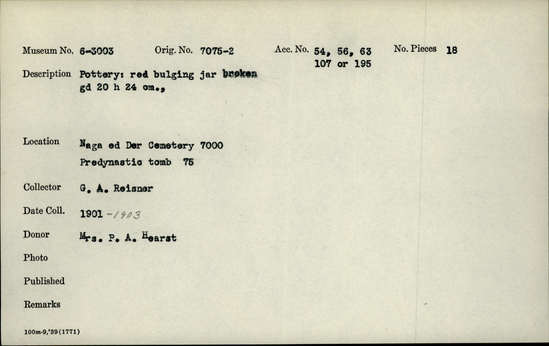 Museum No. 6-3003 Orig. No. 7075-2 Acc. No. 54, 56, 63 No. Pieces 18
107 or 195
Description Pottery: red bulging jar broken
gd 20 h 24 cm.,
Location Naga ed Der Cemetery 7000
Predynastic tomb 75
Collector G. A. Reisner
Date Coll. 1901 -1903
Donor Mrs. P. A. Hearst
Photo
Published
Remarks
100m-9,'39(1771)